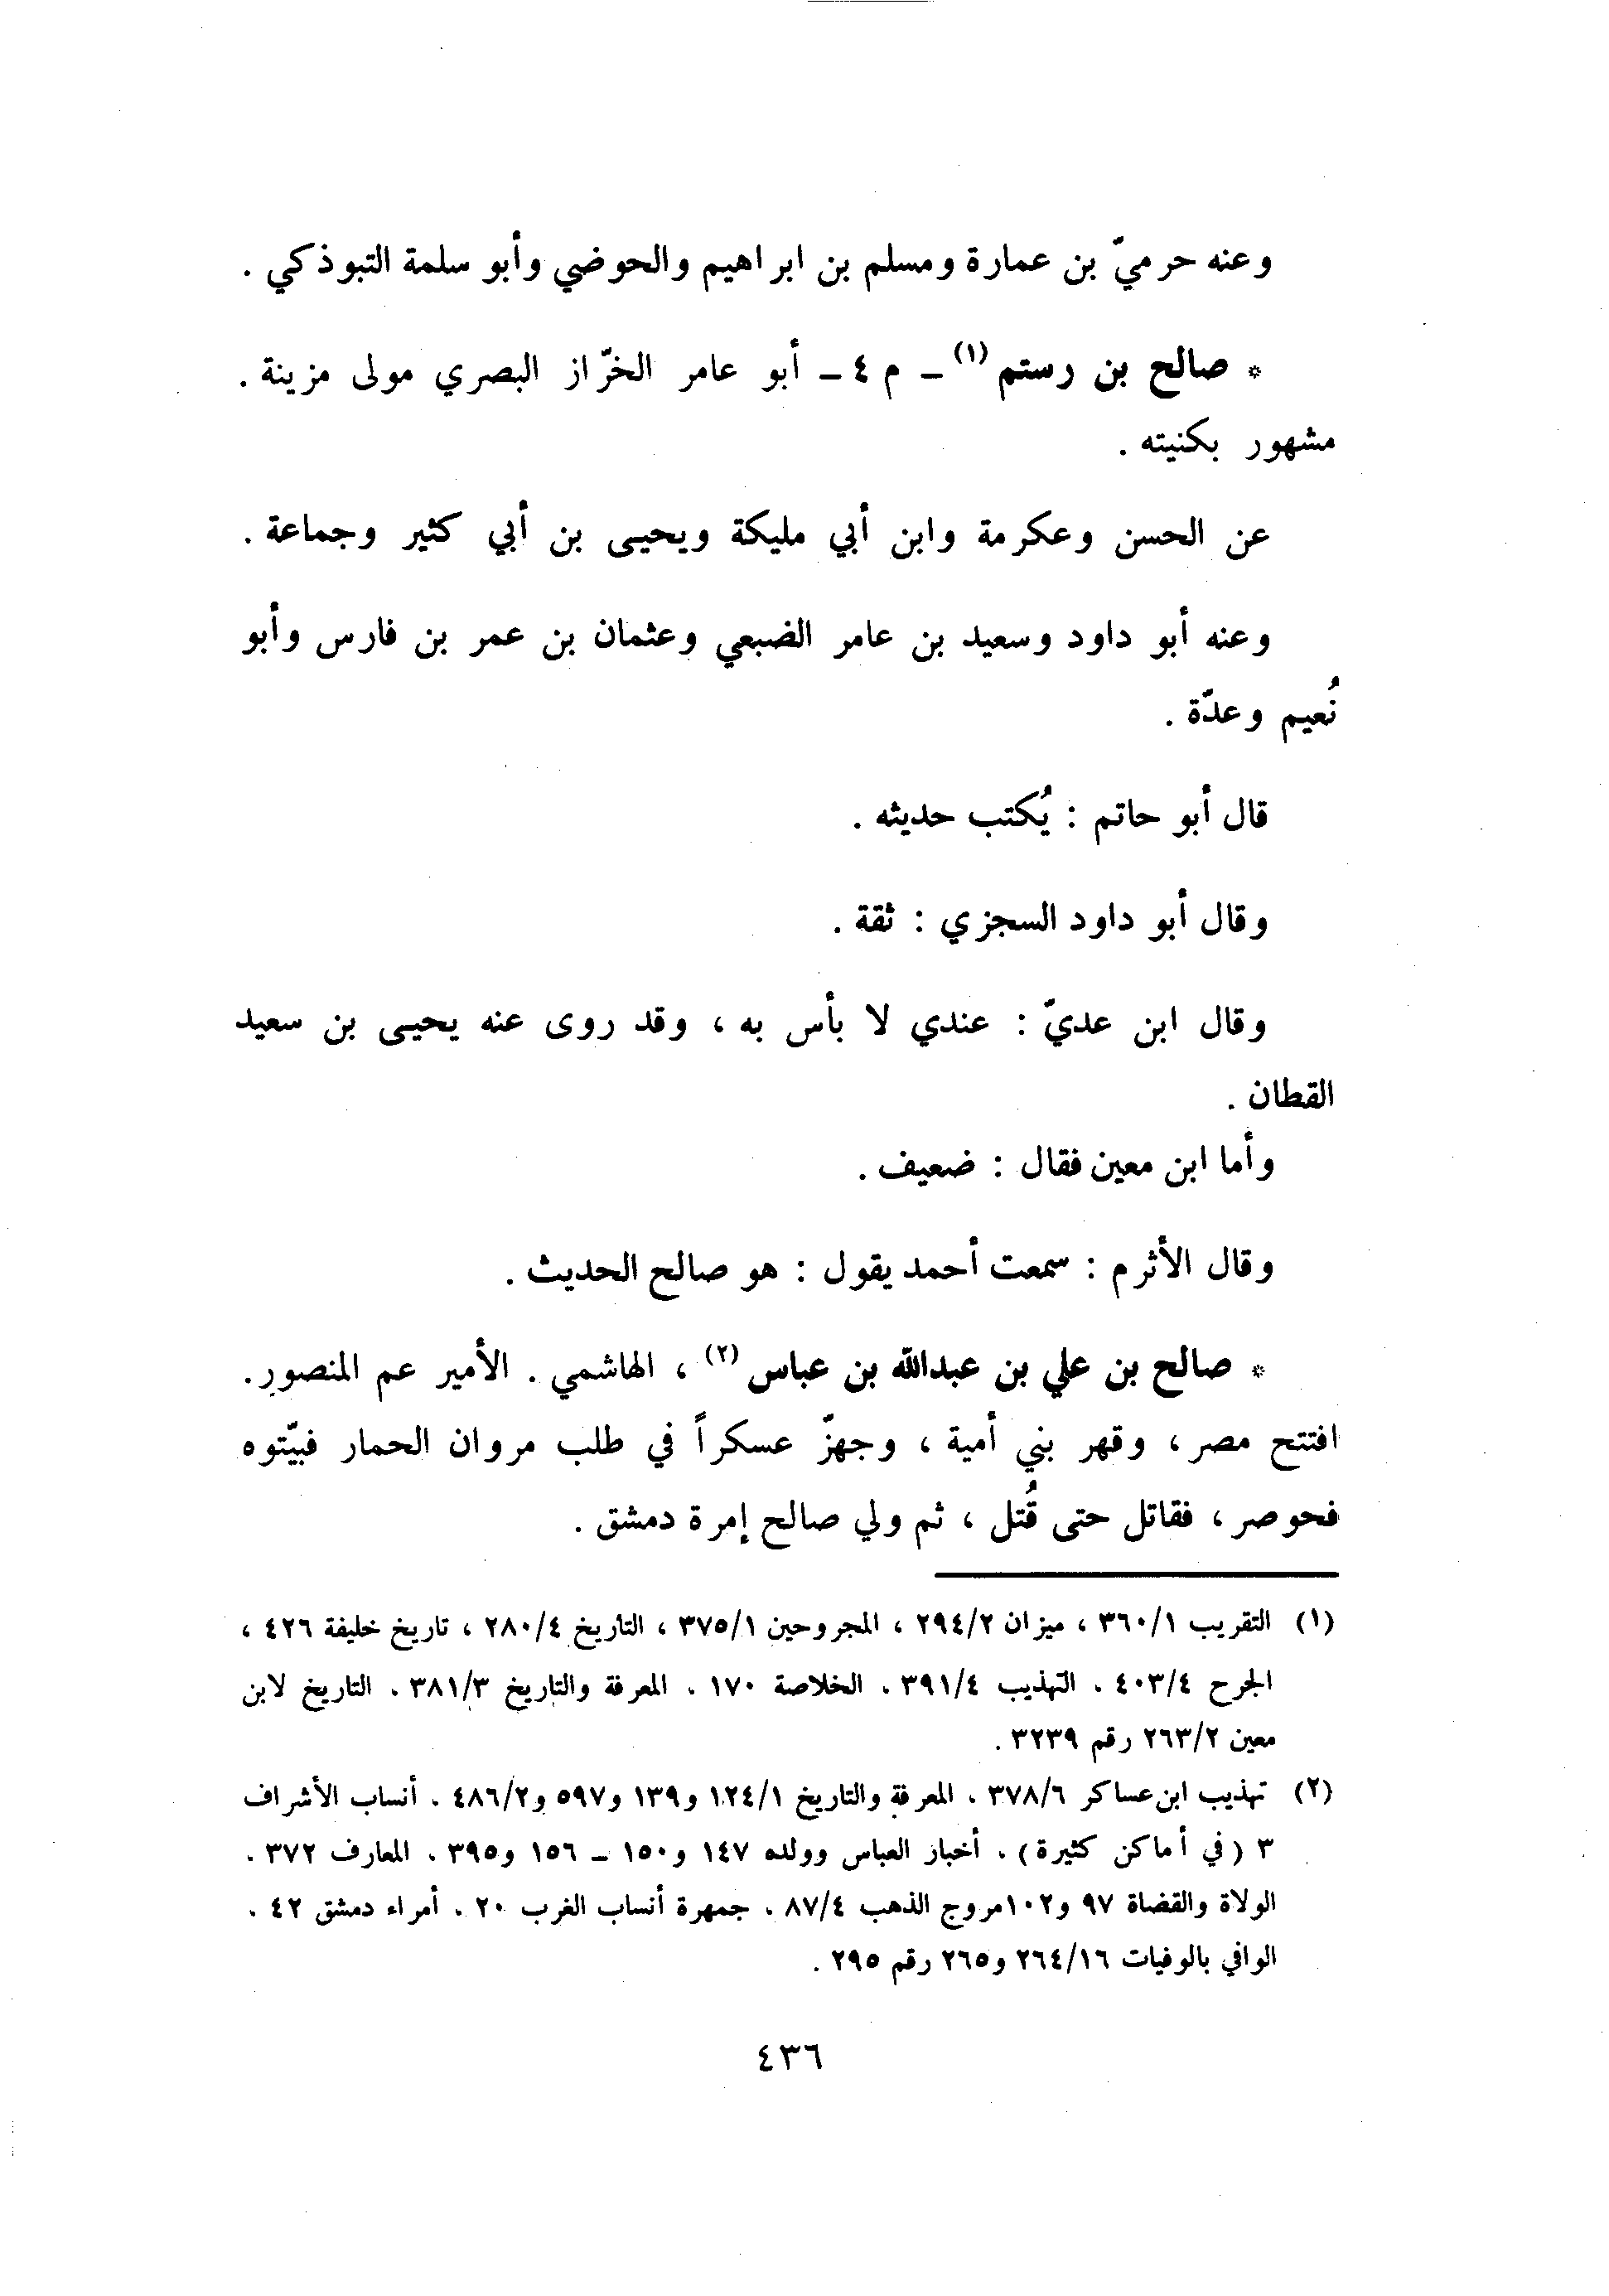 وعنه حرميّ بن عمارة ومسلم بن ابراهيم والحوضي وأبو سلمة التبوذكي .
* صالح بن رستم (١) ــ م ٤ ــ أبو عامر الخرّاز البصري مولى مزينة .
مشهور بكنيته .
عن الحسن وعكرمة وابن أبي مليكة ويحيى بن أبي كثير وجماعة .
وعنه أبو داود وسعيد بن عامر الضبعي وعثمان بن عمر بن فارس وأبو
نُعيم وعدّة .
قال أبو حاتم : يُكتب حديثه .
وقال أبو داود السجزي : ثقة .
وقال ابن عديّ : عندي لا بأس به ، وقد روى عنه يحيى بن سعيد
القطان .
وأما ابن معين فقال : ضعيف .
وقال الأثرم : سمعت أحمد يقول : هو صالح الحديث .
* صالح بن علي بن عبدالله بن عباس (٢) ، الهاشمي . الأمير عم المنصور .
افتتح مصر ، وقهر بني أمية ، وجهزّ عسكراً في طلب مروان الحمار فبيّتوه
فحوصر ، فقاتل حتى قُتل ، ثم ولي صالح إمرة دمشق .
(١) التقريب ٣٦٠/١ ، ميزان ٢٩٤/٢ ، المجروحين ٣٧٥/١ ، التاريخ ٢٨٠/٤ ، تاريخ خليفة ٤٢٦ ،
الجرح ٤٠٣/٤ . التهذيب ٣٩١/٤ . الخلاصة ١٧٠ . المعرفة والتاريخ ٣٨١/٣ . التاريخ لابن
معين ٢٦٣/٢ رقم ٣٢٣٩ .
(٢) تهذيب ابن عساكر ٣٧٨/٦ . المعرفة والتاريخ ١٢٤/١ و١٣٩ و٥٩٧ و٤٨٦/٢ . أنساب الأشراف
٣ (في أماكن كثيرة) . أخبار العباس وولده ١٤٧ و١٥٠ ــ ١٥٦ و٣٩٥ . المعارف ٣٧٢ .
الولاة والقضاة ٩٧ و١٠٢مروج الذهب ٨٧/٤ . جمهرة أنساب الغرب ٢٠ . أمراء دمشق ٤٢ .
الوافي بالوفيات ٢٦٤/١٦ و٢٦٥ رقم ٢٩٥ .
٤٣٦